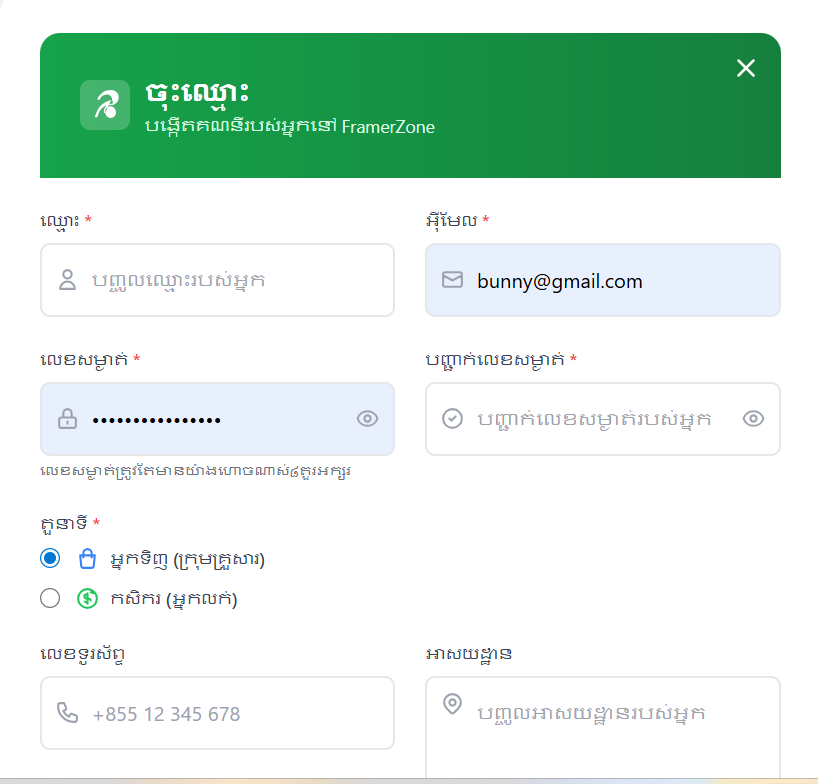 ចុះឈ្មោះ
បង្កើតគណនីរបស់អ្នកនៅ FramerZone
ឈ្មោះ *
អ៊ីមែល *
បញ្ចូលឈ្មោះរបស់អ្នក
bunny@gmail.com
លេខសម្ងាត់ *
បញ្ជាក់លេខសម្ងាត់ *
••••••••••••••••
បញ្ជាក់លេខសម្ងាត់របស់អ្នក
លេខសម្ងាត់ត្រូវតែមានយ៉ាងហោចណាស់៨តួអក្សរ
តួនាទី *
អ្នកទិញ (ក្រុមគ្រួសារ)
កសិករ (អ្នកលក់)
លេខទូរស័ព្ទ
អាសយដ្ឋាន
+855 12 345 678
បញ្ចូលអាសយដ្ឋានរបស់អ្នក